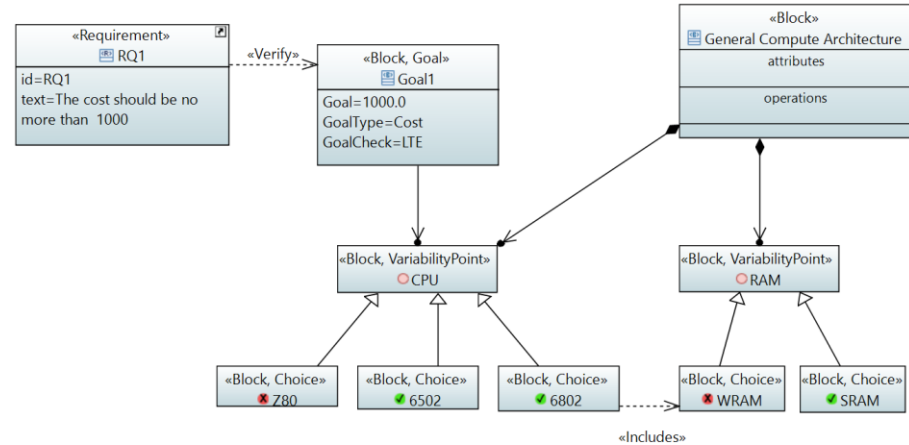 «Requirement»
RQ1
id=RQ1
text=The cost should be no
more than 1000
«Verify»
«Block, Goal»
Goal1
Goal=1000.0
GoalType=Cost
GoalCheck=LTE
«Block»
General Compute Architecture
attributes
operations
«Block, VariabilityPoint»
CPU
«Block, VariabilityPoint»
RAM
«Block, Choice»
Z80
«Block, Choice»
6502
«Block, Choice»
6802
«Block, Choice»
WRAM
«Block, Choice»
SRAM
«Includes»